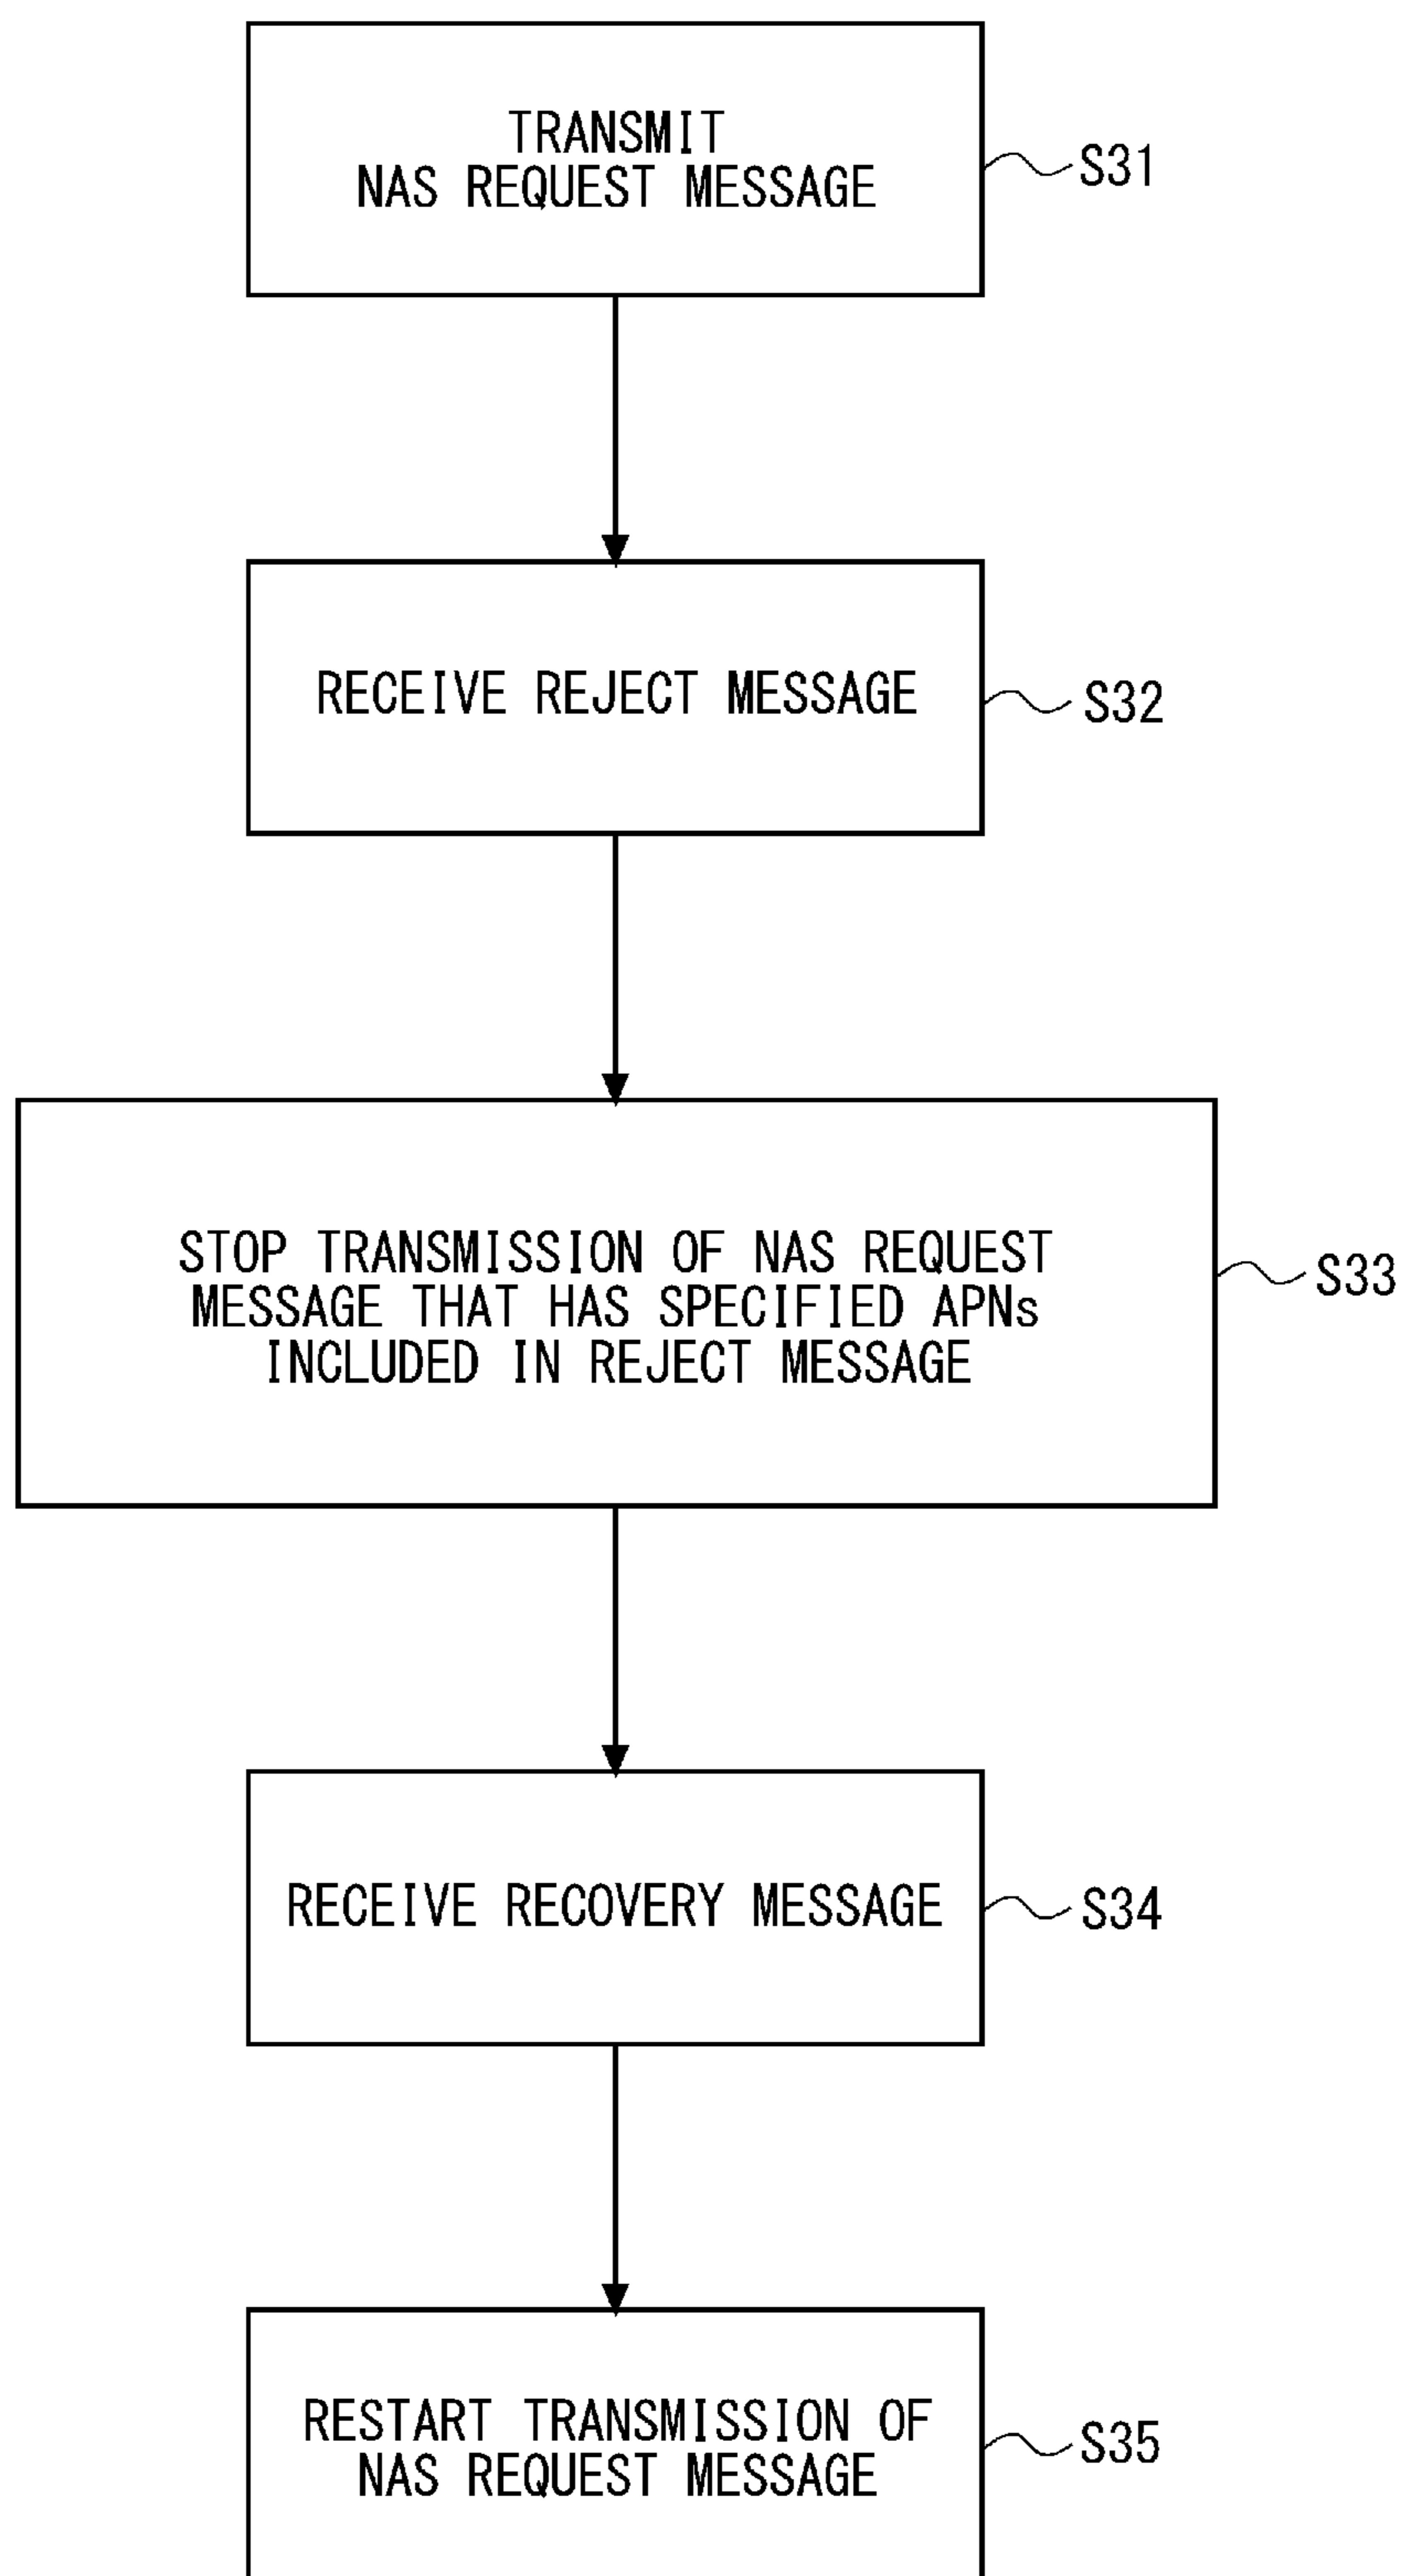 TRANSMIT
NAS REQUEST MESSAGE
S31
RECEIVE REJECT MESSAGE
S32
STOP TRANSMISSION OF NAS REQUEST
MESSAGE THAT HAS SPECIFIED APNs
INCLUDED IN REJECT MESSAGE
S33
RECEIVE RECOVERY MESSAGE
S34
RESTART TRANSMISSION OF
NAS REQUEST MESSAGE
S35